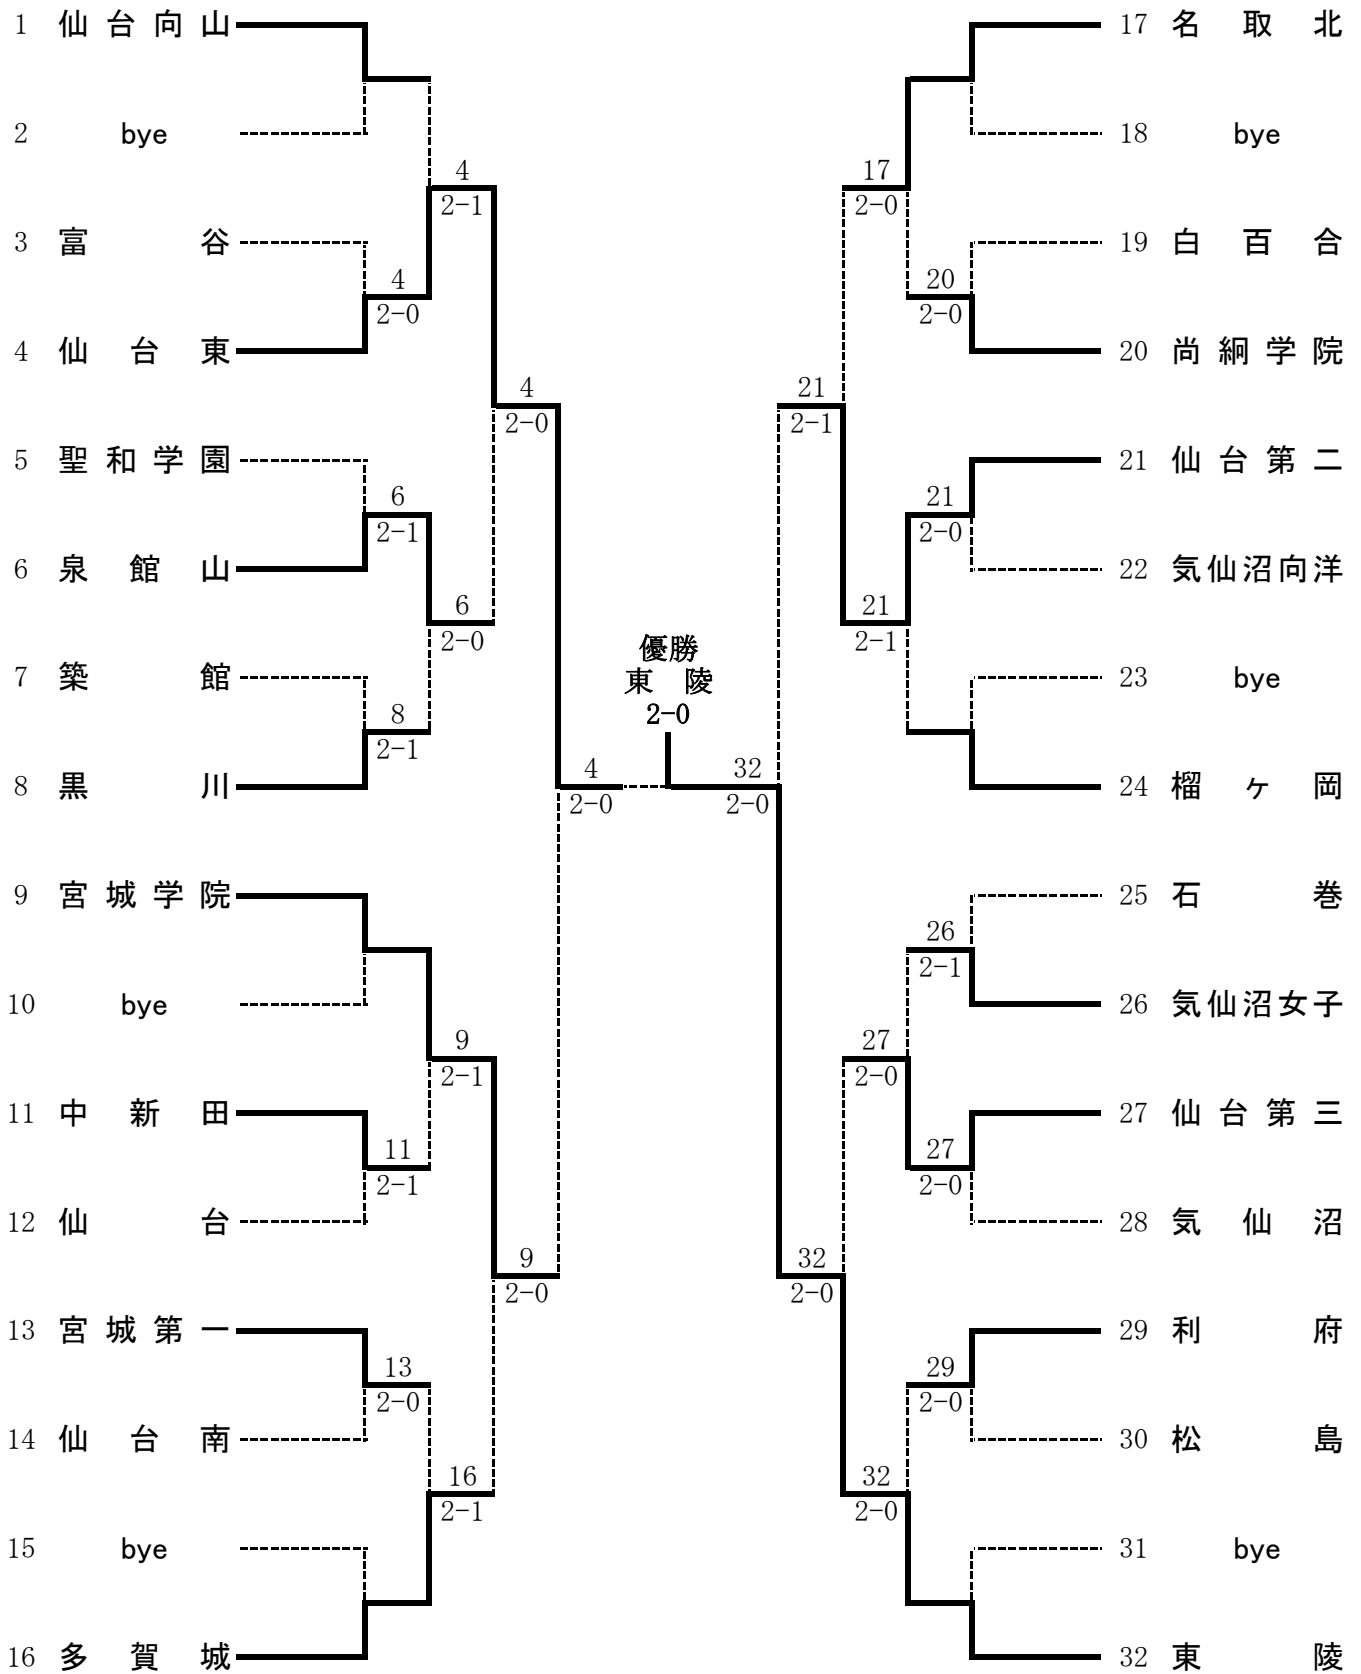 1 仙台向山
2 bye
3 富谷
4 仙台東
5 聖和学園
6 泉館山
7 築館
8 黒川
9 宮城学院
10 bye
11 中新田
12 仙台
13 宮城第一
14 仙台南
15 bye
16 多賀城
4
2-0
6
2-1
8
2-1
11
2-1
13
2-0
4
2-1
6
2-0
9
2-1
16
2-1
4
2-0
9
2-0
4
2-0
優勝
東陵
2-0
32
2-0
21
2-1
32
2-0
17
2-0
21
2-1
27
2-0
32
2-0
20
2-0
21
2-0
26
2-1
27
2-0
29
2-0
17 名取北
18 bye
19 白百合
20 尚絅学院
21 仙台第二
22 気仙沼向洋
23 bye
24 榴ヶ岡
25 石巻
26 気仙沼女子
27 仙台第三
28 気仙沼
29 利府
30 松島
31 bye
32 東陵